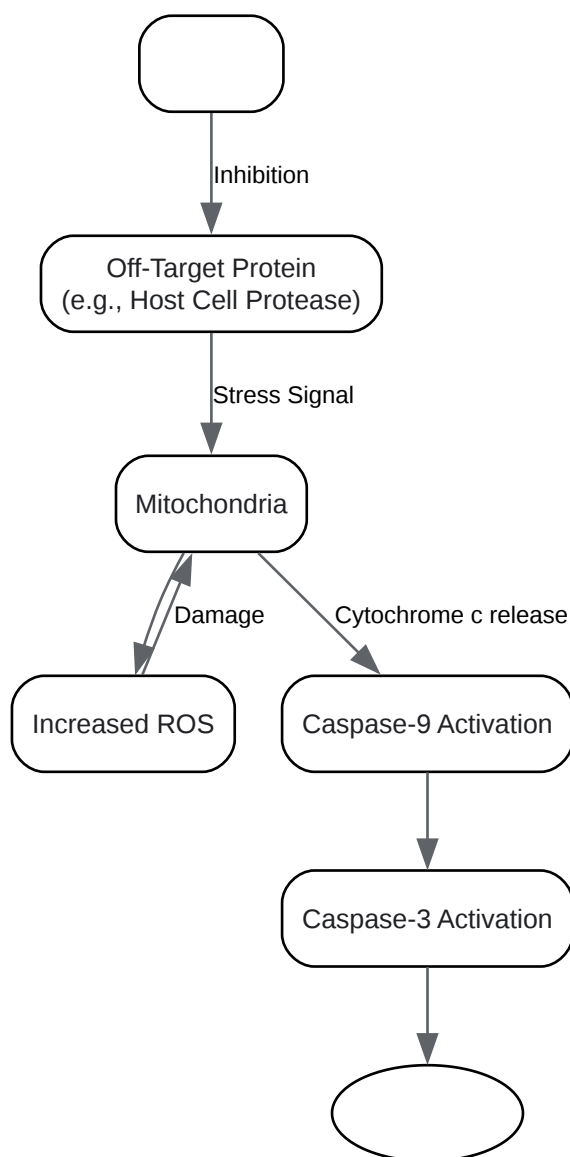 Inhibition
Off-Target Protein
(e.g., Host Cell Protease)
Stress Signal
Mitochondria
Damage
Cytochrome c release
Increased ROS
Caspase-9 Activation
Caspase-3 Activation